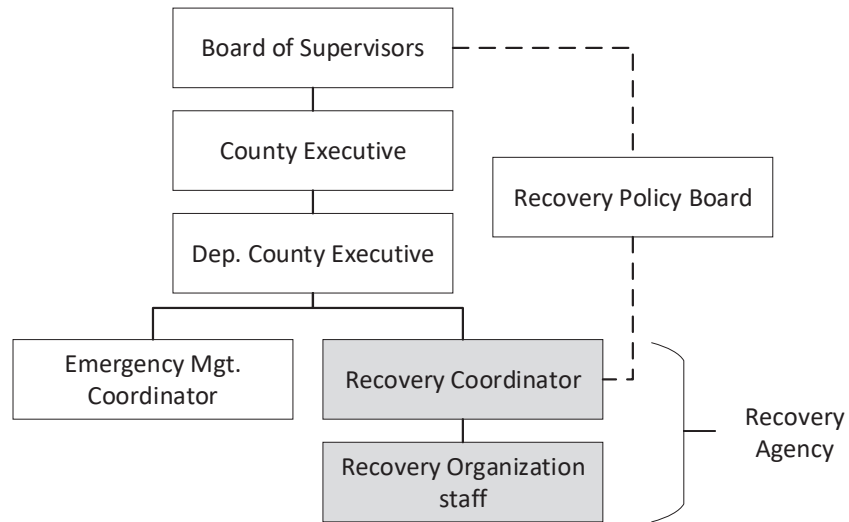 Board of Supervisors
County Executive
Recovery Policy Board
Dep. County Executive
Emergency Mgt.
Coordinator
Recovery Coordinator
Recovery
Agency
Recovery Organization
staff